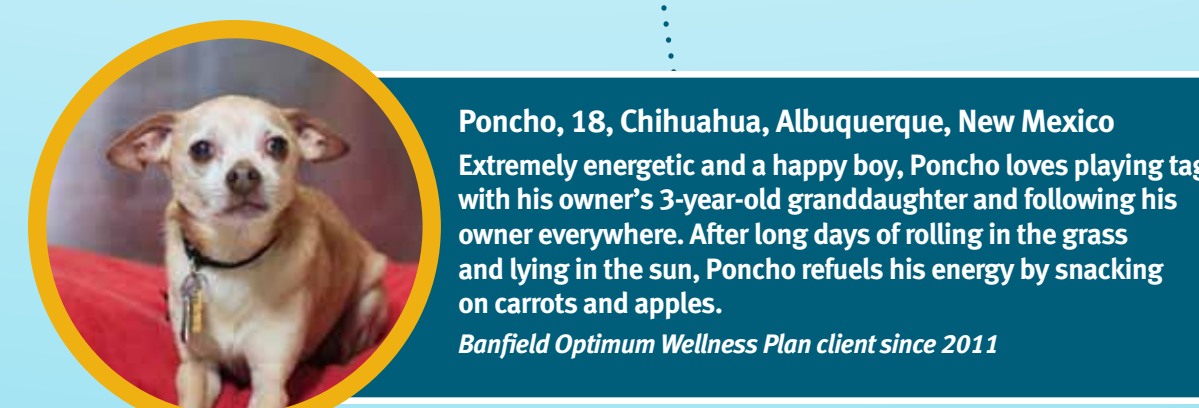 Poncho, 18, Chihuahua, Albuquerque, New Mexico
Extremely energetic and a happy boy, Poncho loves playing tag
with his owner’s 3-year-old granddaughter and following his
owner everywhere. After long days of rolling in the grass
and lying in the sun, Poncho refuels his energy by snacking
on carrots and apples.
Banfield Optimum Wellness Plan client since 2011